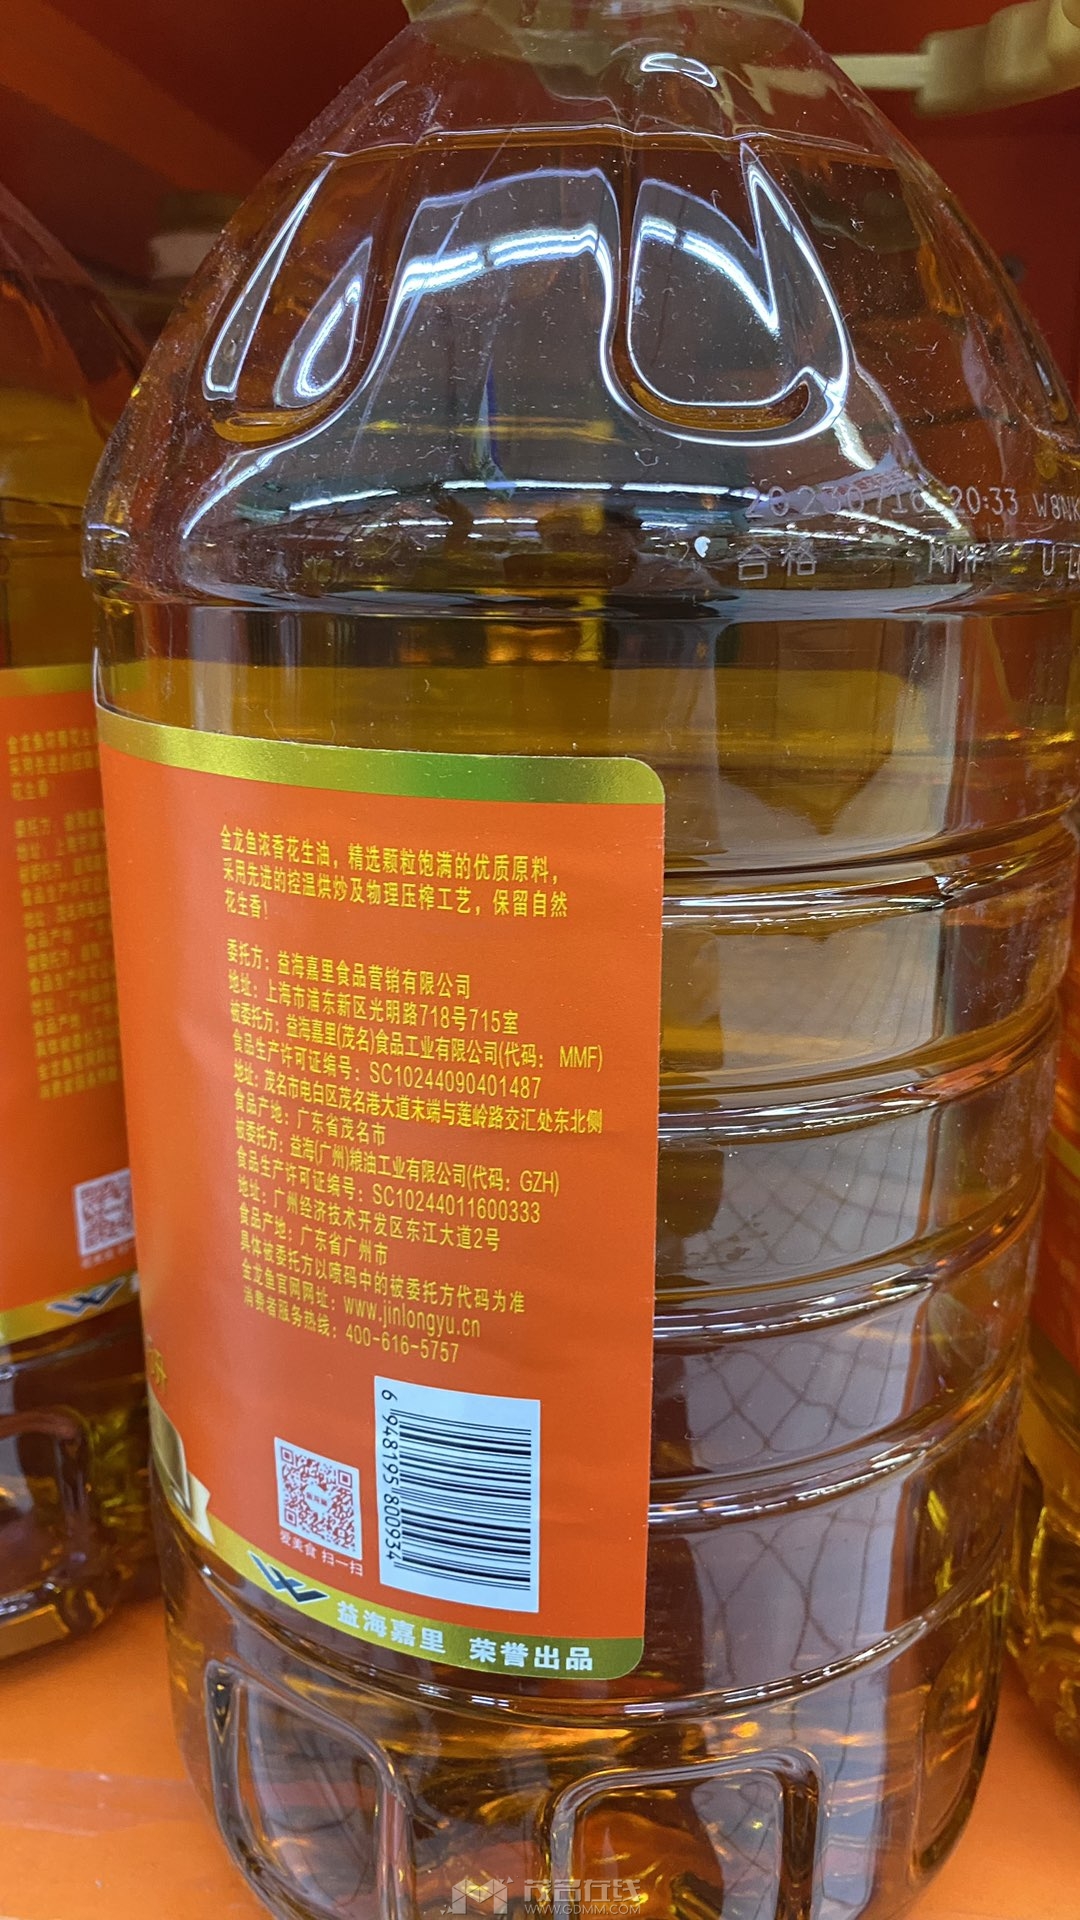 20230716 20:33 W8NK
合格 MMF U L
金龙鱼浓香花生油，精选颗粒饱满的优质原料，
采用先进的控温烘炒及物理压榨工艺，保留自然
花生香！
委托方：益海嘉里食品营销有限公司
地址：上海市浦东新区光明路718号715室
被委托方：益海嘉里(茂名)食品工业有限公司(代码：MMF)
食品生产许可证编号：SC10244090401487
地址：茂名市电白区茂名港大道末端与莲岭路交汇处东北侧
食品产地：广东省茂名市
被委托方：益海(广州)粮油工业有限公司(代码：GZH)
食品生产许可证编号：SC10244011600333
地址：广州经济技术开发区东江大道2号
食品产地：广东省广州市
具体被委托方以喷码中的被委托方代码为准
金龙鱼官网网址：www.jinlongyu.cn
消费者服务热线：400-616-5757
6 948195 800934
爱美食 扫一扫
益海嘉里 荣誉出品
茂名在线
WWW.GDMM.COM